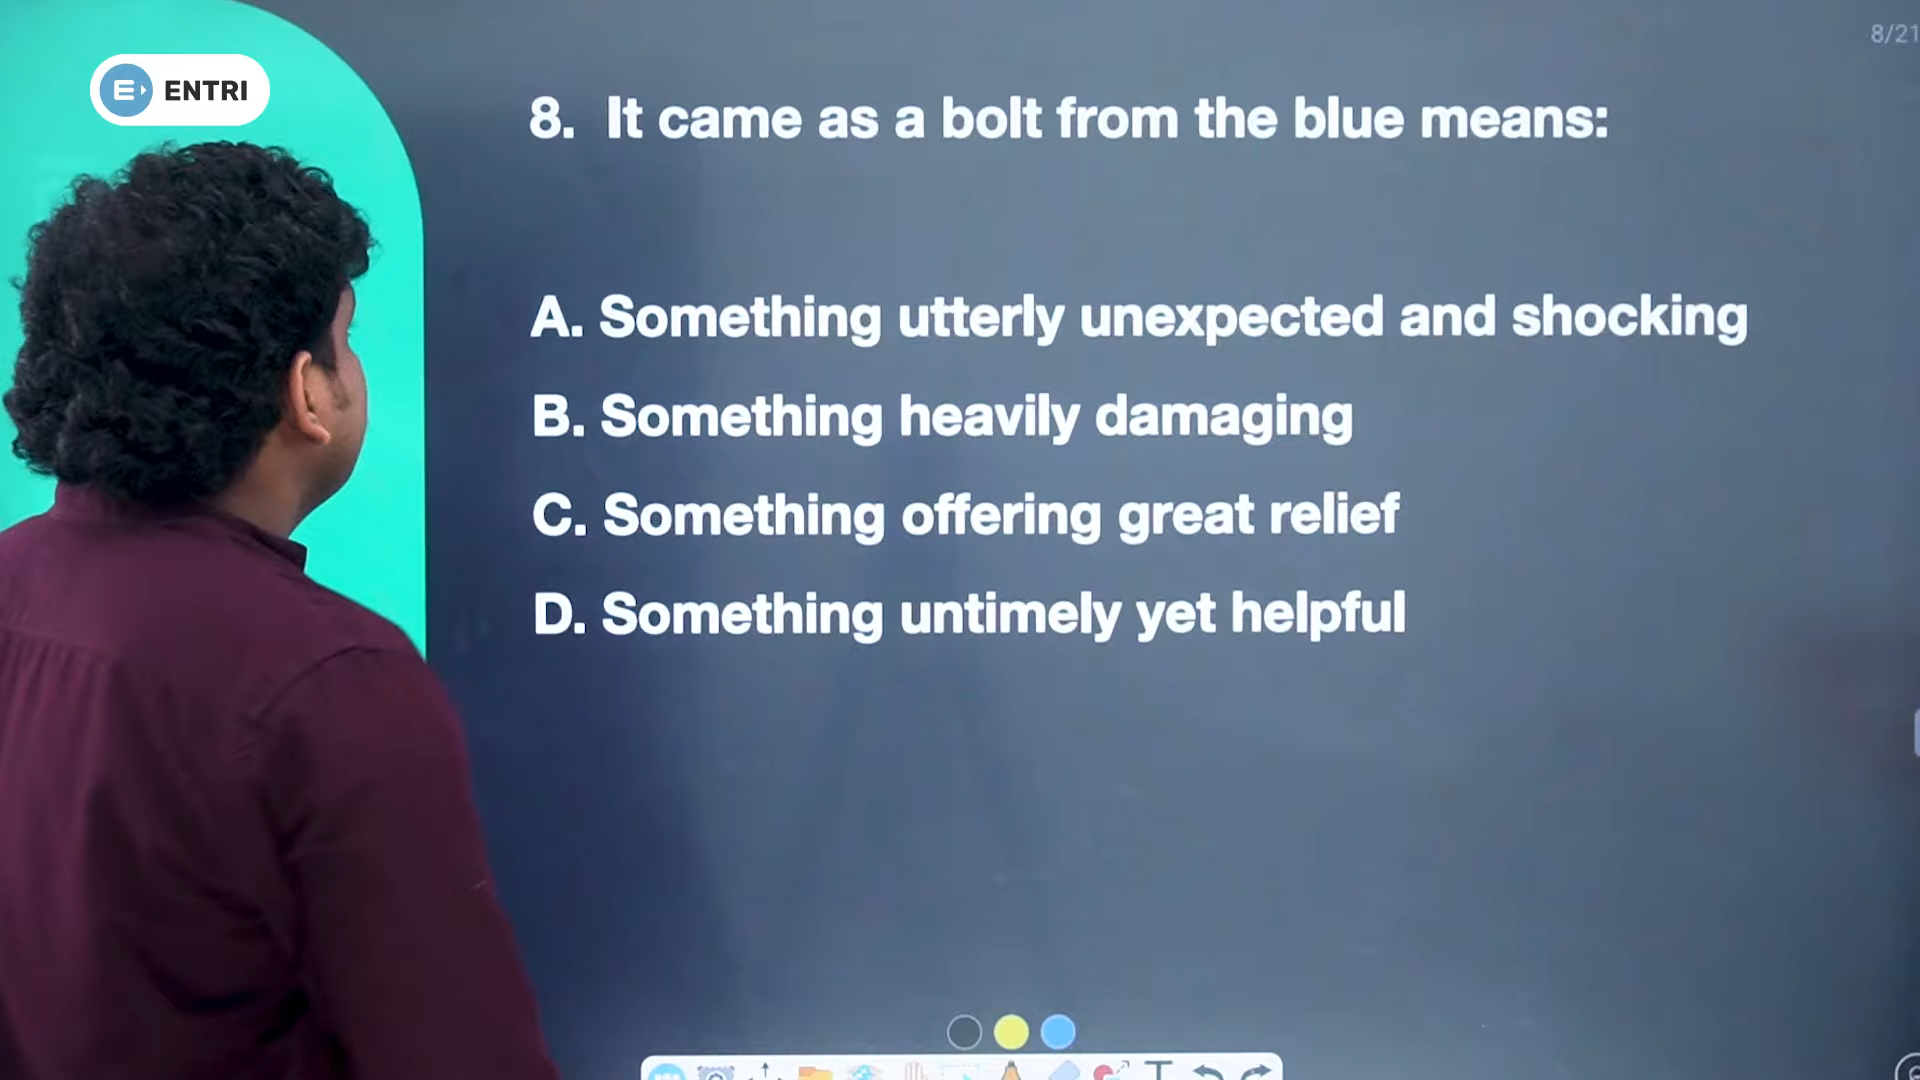 ENTRI
8/21
8. It came as a bolt from the blue means:
A. Something utterly unexpected and shocking
B. Something heavily damaging
C. Something offering great relief
D. Something untimely yet helpful